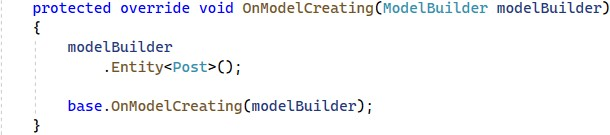 protected override void OnModelCreating(ModelBuilder modelBuilder)
{
    modelBuilder
        .Entity<Post>();

    base.OnModelCreating(modelBuilder);
}